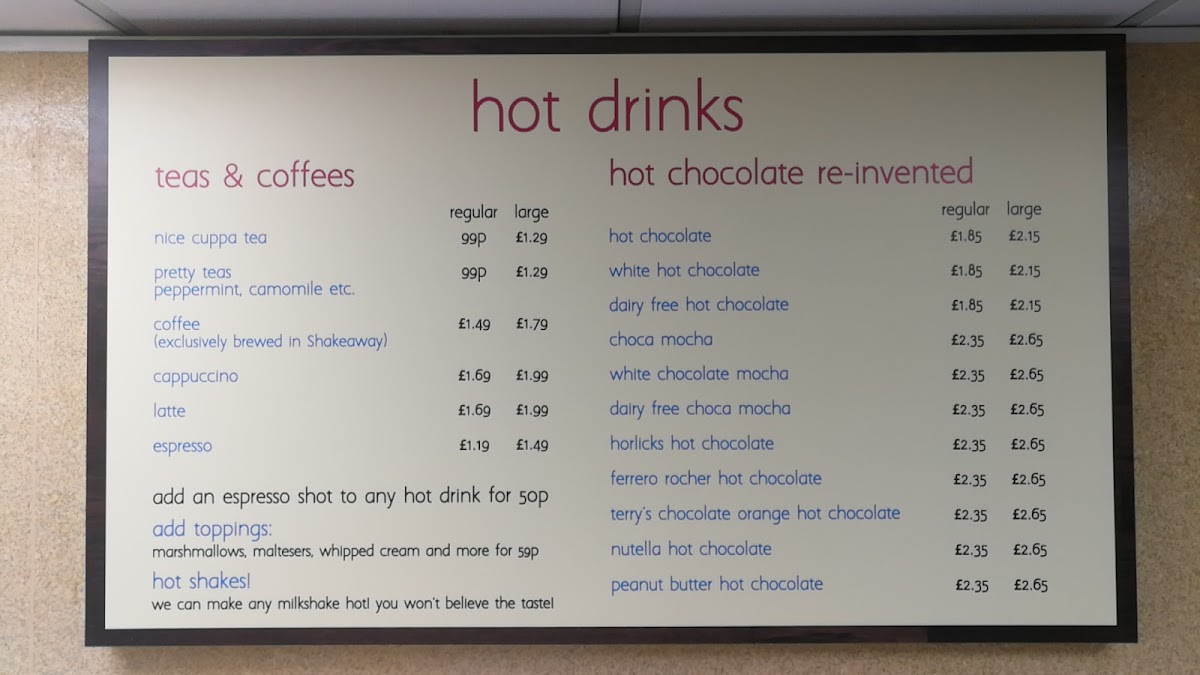 hot drinks
teas & coffees
regular large
nice cuppa tea 99p £1.29
pretty teas 99p £1.29
peppermint, camomile etc.
coffee £1.49 £1.79
(exclusively brewed in Shakeaway)
cappuccino £1.69 £1.99
latte £1.69 £1.99
espresso £1.19 £1.49
add an espresso shot to any hot drink for 50p
add toppings:
marshmallows, maltesers, whipped cream and more for 59p
hot shakes!
we can make any milkshake hot! you won't believe the taste!
hot chocolate re-invented
regular large
hot chocolate £1.85 £2.15
white hot chocolate £1.85 £2.15
dairy free hot chocolate £1.85 £2.15
choca mocha £2.35 £2.65
white chocolate mocha £2.35 £2.65
dairy free choca mocha £2.35 £2.65
horlicks hot chocolate £2.35 £2.65
ferrero rocher hot chocolate £2.35 £2.65
terry's chocolate orange hot chocolate £2.35 £2.65
nutella hot chocolate £2.35 £2.65
peanut butter hot chocolate £2.35 £2.65